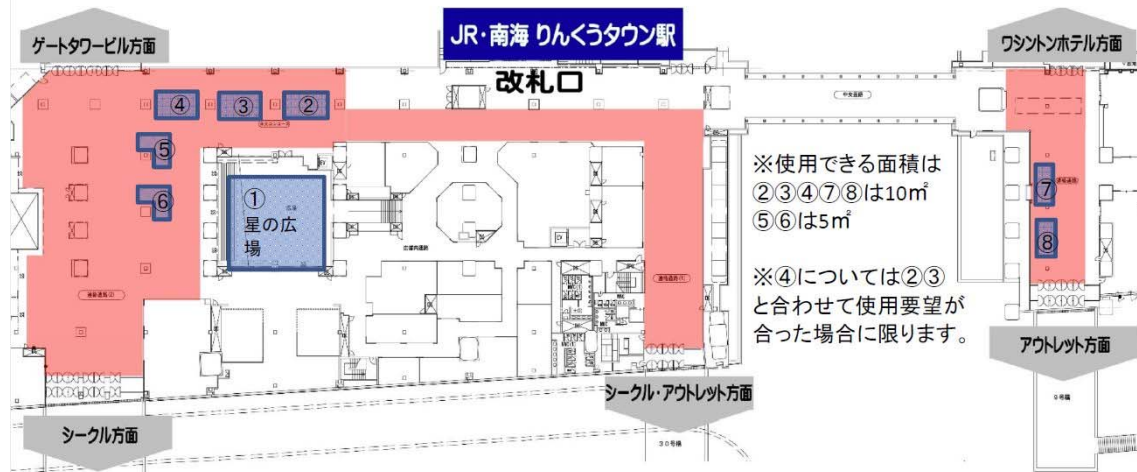 JR・南海 りんくうタウン駅
改札口
ゲートタワービル方面
ワシントンホテル方面
④
③
②
⑤
⑥
①
星の広
場
⑦
⑧
※使用できる面積は
②③④⑦⑧は10㎡
⑤⑥は5㎡
※④については②③
と合わせて使用要望が
合った場合に限ります。
中央通路
広場
シークル方面
シークル・アウトレット方面
アウトレット方面